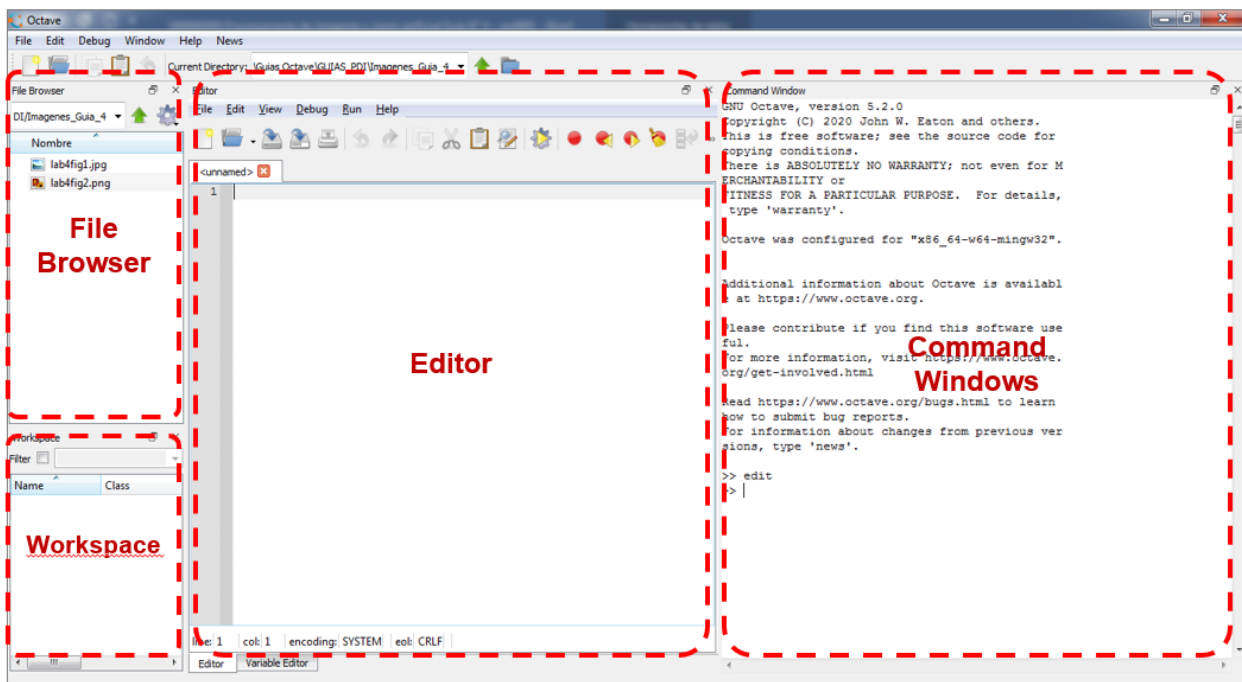 Octave
File Edit Debug Window Help News
Current Directory: \Guias Octave\GUIAS_PDI\Imagenes_Guia_4
File Browser
DI/Imagenes_Guia_4
Nombre
lab4fig1.jpg
lab4fig2.png
File
Browser
Workspace
Filter
Name Class
Workspace
Editor
File Edit View Debug Run Help
<unnamed>
1
Editor
line: 1 col: 1 encoding: SYSTEM eol: CRLF
Editor Variable Editor
Command Window
GNU Octave, version 5.2.0
Copyright (C) 2020 John W. Eaton and others.
This is free software; see the source code for
copying conditions.
There is ABSOLUTELY NO WARRANTY; not even for M
ERCHANTABILITY or
FITNESS FOR A PARTICULAR PURPOSE. For details,
type 'warranty'.
Octave was configured for "x86_64-w64-mingw32".
Additional information about Octave is availabl
e at https://www.octave.org.
Please contribute if you find this software use
ful.
For more information, visit https://www.octave.
org/get-involved.html
Command
Windows
Read https://www.octave.org/bugs.html to learn
how to submit bug reports.
For information about changes from previous ver
sions, type 'news'.
>> edit
>>